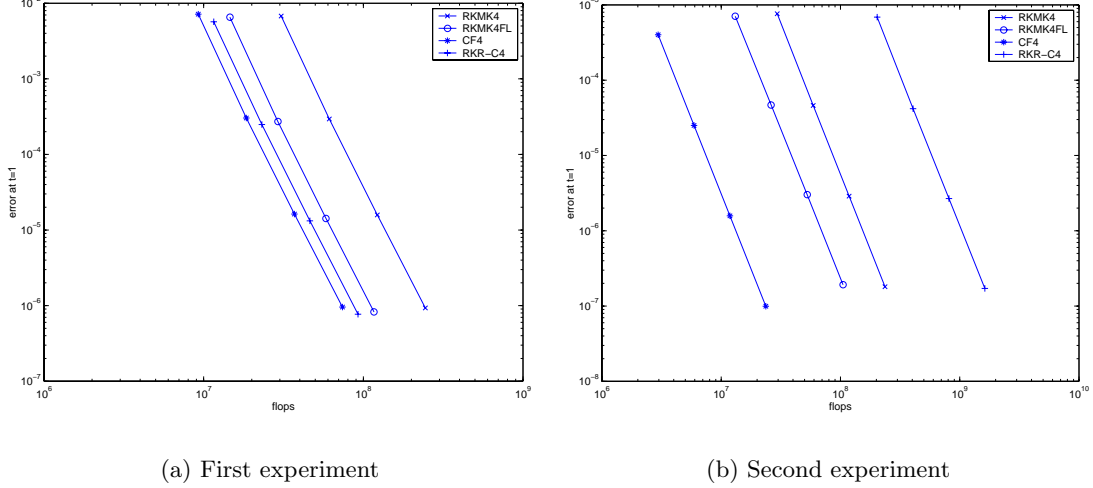 10^-3
10^-4
10^-5
10^-6
10^-7
error at t=1
10^6
10^7
10^8
10^9
flops
RKMK4
RKMK4FL
CF4
RKR-C4
(a) First experiment
10^-4
10^-5
10^-6
10^-7
10^-8
error at t=1
10^6
10^7
10^8
10^9
10^10
flops
RKMK4
RKMK4FL
CF4
RKR-C4
(b) Second experiment